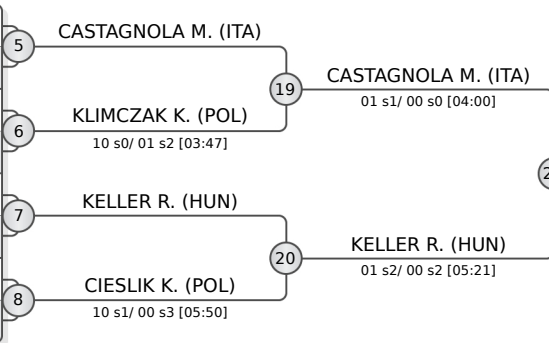 CASTAGNOLA M. (ITA)
5
19
CASTAGNOLA M. (ITA)
01 s1/ 00 s0 [04:00]
KLIMCZAK K. (POL)
6
10 s0/ 01 s2 [03:47]
KELLER R. (HUN)
7
20
KELLER R. (HUN)
01 s2/ 00 s2 [05:21]
CIESLIK K. (POL)
8
10 s1/ 00 s3 [05:50]